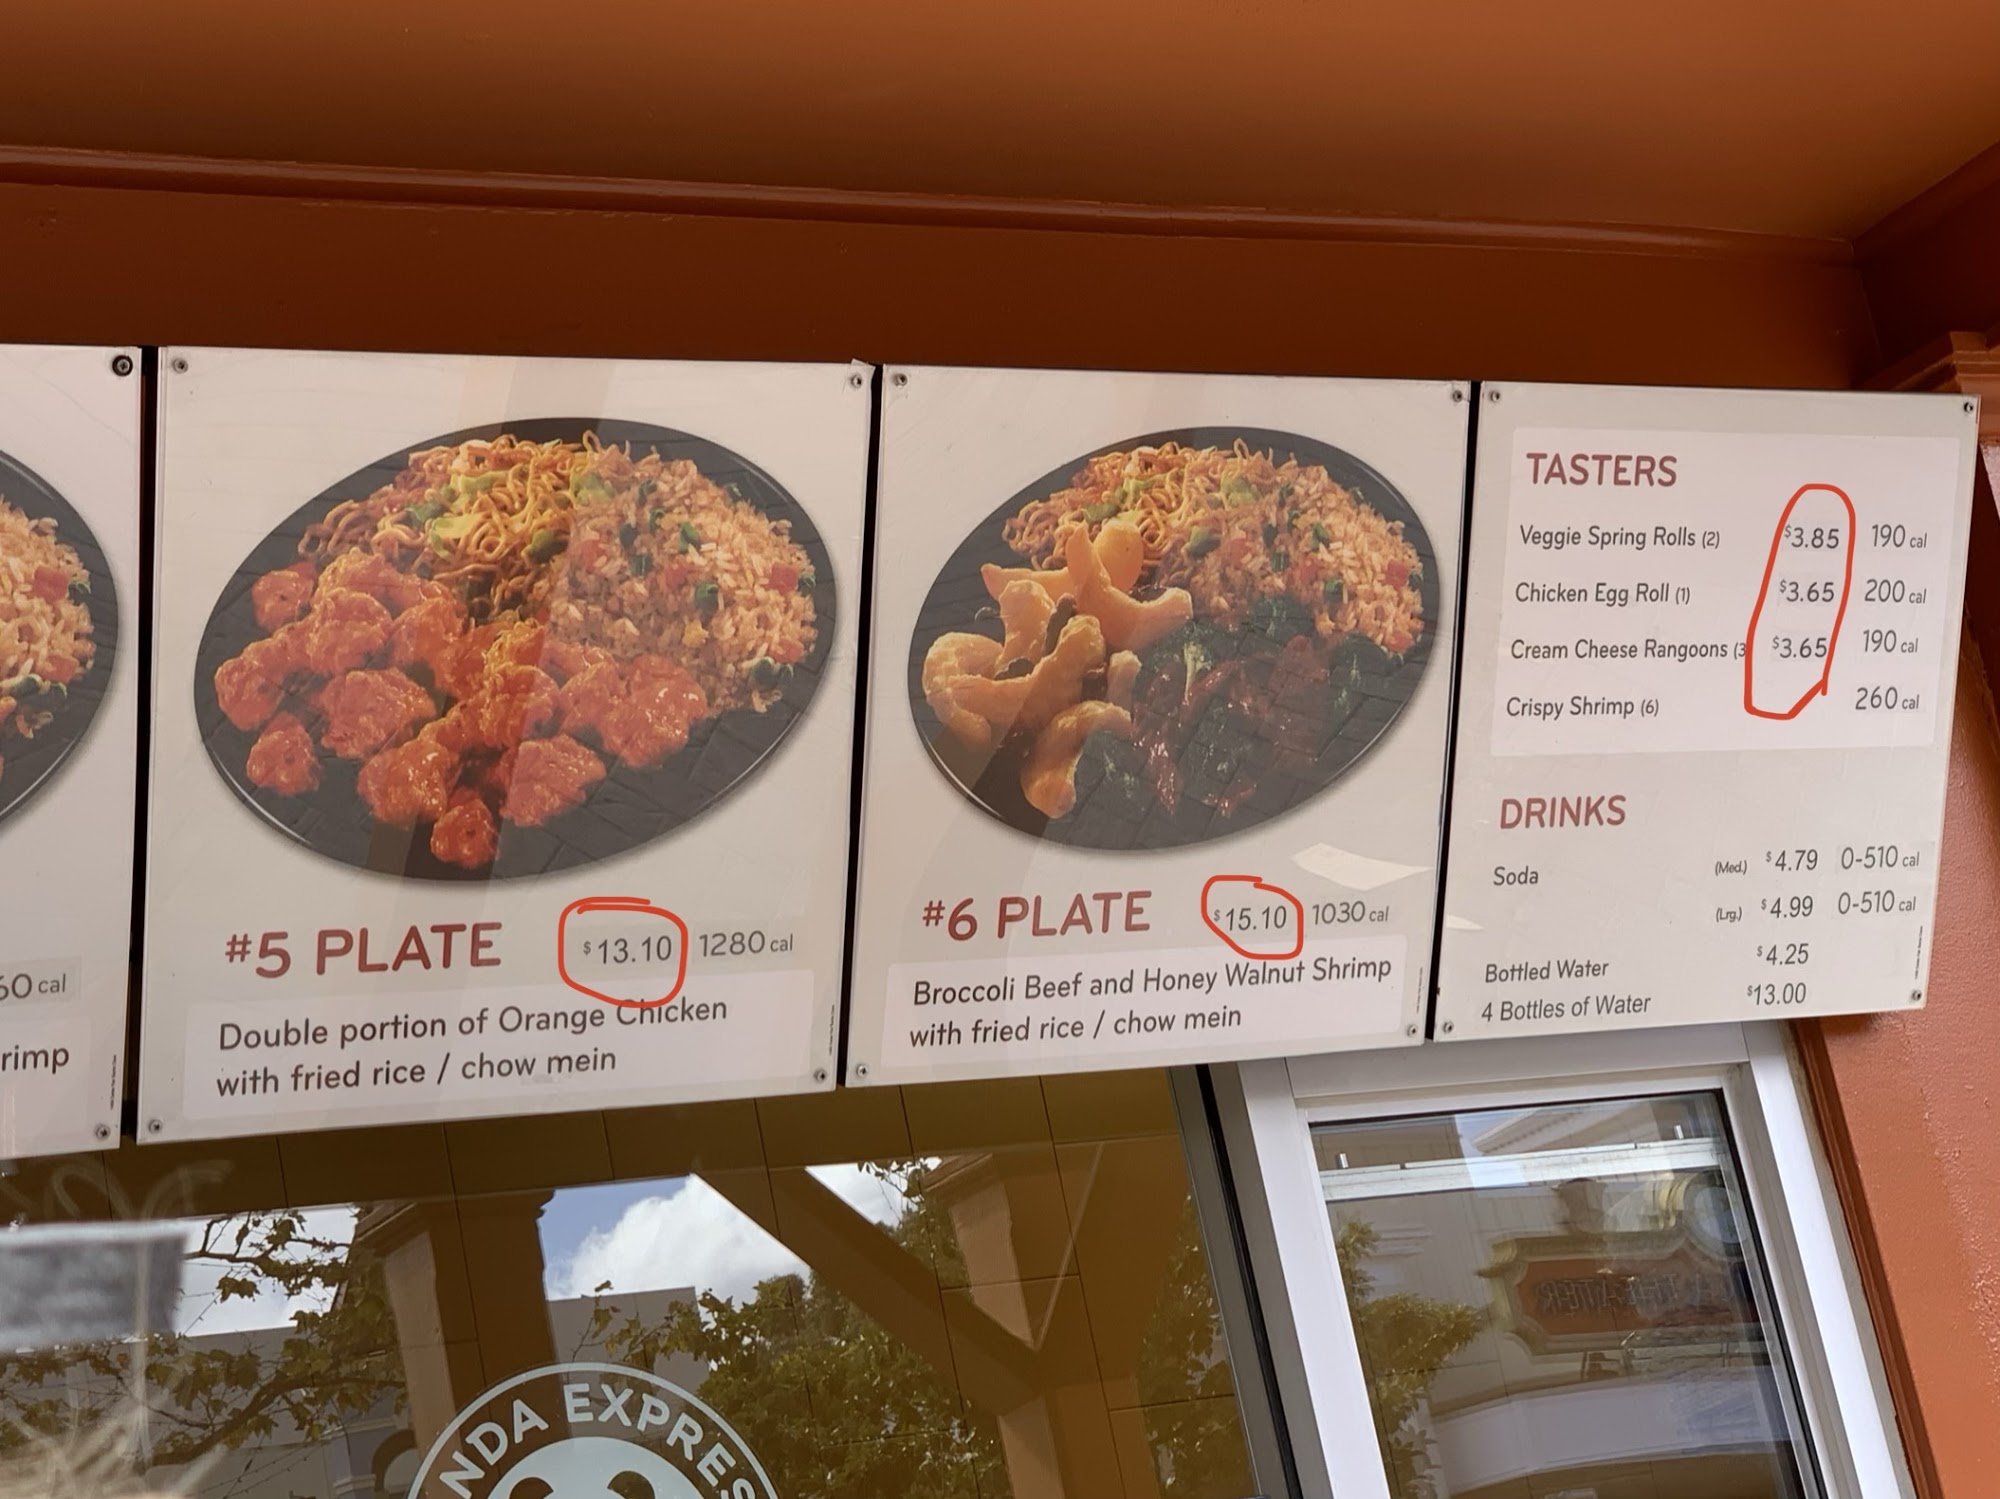 60 cal
rimp
#5 PLATE $13.10 1280 cal
Double portion of Orange Chicken
with fried rice / chow mein
#6 PLATE $15.10 1030 cal
Broccoli Beef and Honey Walnut Shrimp
with fried rice / chow mein
TASTERS
Veggie Spring Rolls (2) $3.85 190 cal
Chicken Egg Roll (1) $3.65 200 cal
Cream Cheese Rangoons (3 $3.65 190 cal
Crispy Shrimp (6) 260 cal
DRINKS
Soda (Med.) $4.79 0-510 cal
(Lrg.) $4.99 0-510 cal
Bottled Water $4.25
4 Bottles of Water $13.00
NDA EXPRES